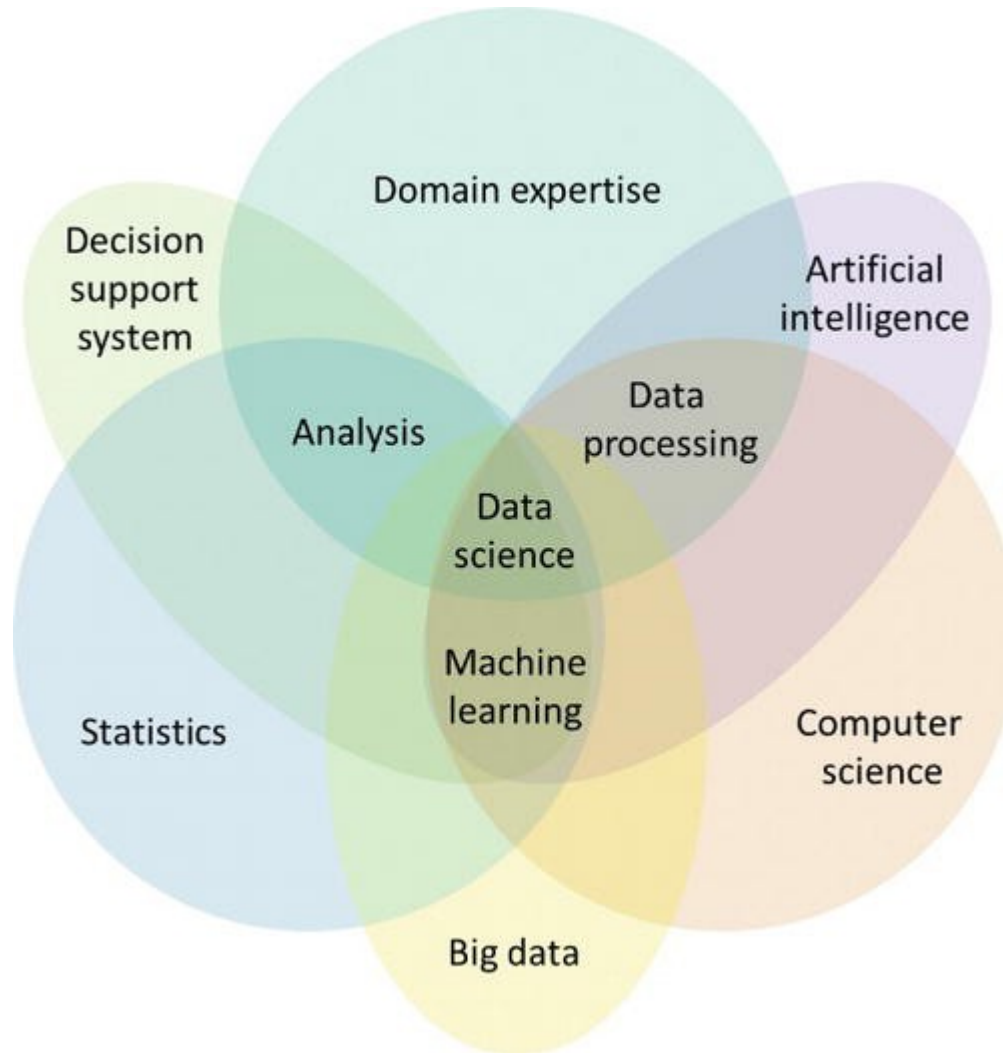 Domain expertise
Decision
support
system
Artificial
intelligence
Analysis
Data
processing
Data
science
Machine
learning
Statistics
Computer
science
Big data